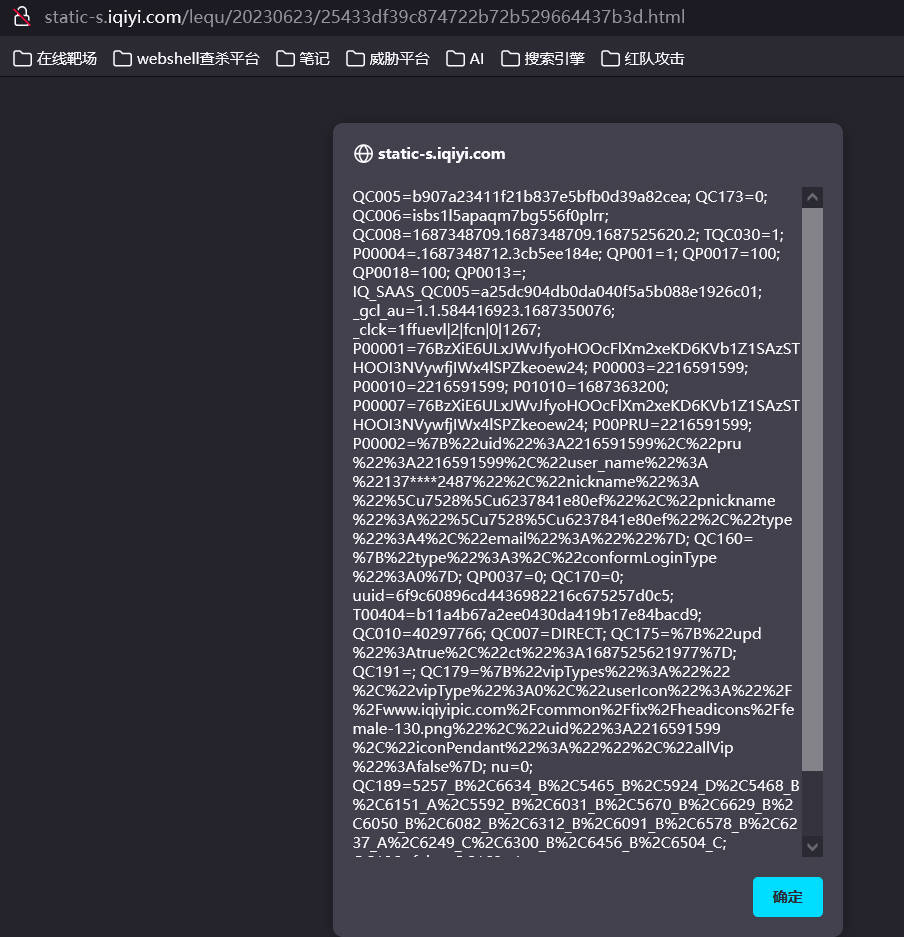 static-s.iqiyi.com/lequ/20230623/25433df39c874722b72b529664437b3d.html
在线靶场 webshell查杀平台 笔记 威胁平台 AI 搜索引擎 红队攻击
static-s.iqiyi.com
QC005=b907a23411f21b837e5bfb0d39a82cea; QC173=0;
QC006=isbs1l5apaqm7bg556f0plrr;
QC008=1687348709.1687348709.1687525620.2; TQC030=1;
P00004=.1687348712.3cb5ee184e; QP001=1; QP0017=100;
QP0018=100; QP0013=;
IQ_SAAS_QC005=a25dc904db0da040f5a5b088e1926c01;
_gcl_au=1.1.584416923.1687350076;
_clck=1ffuevl|2|fcn|0|1267;
P00001=76BzXiE6ULxJWvJfyoHOOcFlXm2xeKD6KVb1Z1SAzST
HOOI3NVywfjIWx4lSPZkeoew24; P00003=2216591599;
P00010=2216591599; P01010=1687363200;
P00007=76BzXiE6ULxJWvJfyoHOOcFlXm2xeKD6KVb1Z1SAzST
HOOI3NVywfjIWx4lSPZkeoew24; P00PRU=2216591599;
P00002=%7B%22uid%22%3A2216591599%2C%22pru
%22%3A2216591599%2C%22user_name%22%3A
%22137****2487%22%2C%22nickname%22%3A
%22%5Cu7528%5Cu6237841e80ef%22%2C%22pnickname
%22%3A%22%5Cu7528%5Cu6237841e80ef%22%2C%22type
%22%3A4%2C%22email%22%3A%22%22%7D; QC160=
%7B%22type%22%3A3%2C%22conformLoginType
%22%3A0%7D; QP0037=0; QC170=0;
uuid=6f9c60896cd4436982216c675257d0c5;
T00404=b11a4b67a2ee0430da419b17e84bacd9;
QC010=40297766; QC007=DIRECT; QC175=%7B%22upd
%22%3Atrue%2C%22ct%22%3A1687525621977%7D;
QC191=; QC179=%7B%22vipTypes%22%3A%22%22
%2C%22vipType%22%3A0%2C%22userIcon%22%3A%22%2F
%2Fwww.iqiyipic.com%2Fcommon%2Ffix%2Fheadicons%2Ffe
male-130.png%22%2C%22uid%22%3A2216591599
%2C%22iconPendant%22%3A%22%22%2C%22allVip
%22%3Afalse%7D; nu=0;
QC189=5257_B%2C6634_B%2C5465_B%2C5924_D%2C5468_B
%2C6151_A%2C5592_B%2C6031_B%2C5670_B%2C6629_B%2
C6050_B%2C6082_B%2C6312_B%2C6091_B%2C6578_B%2C6
237_A%2C6249_C%2C6300_B%2C6456_B%2C6504_C;
确定